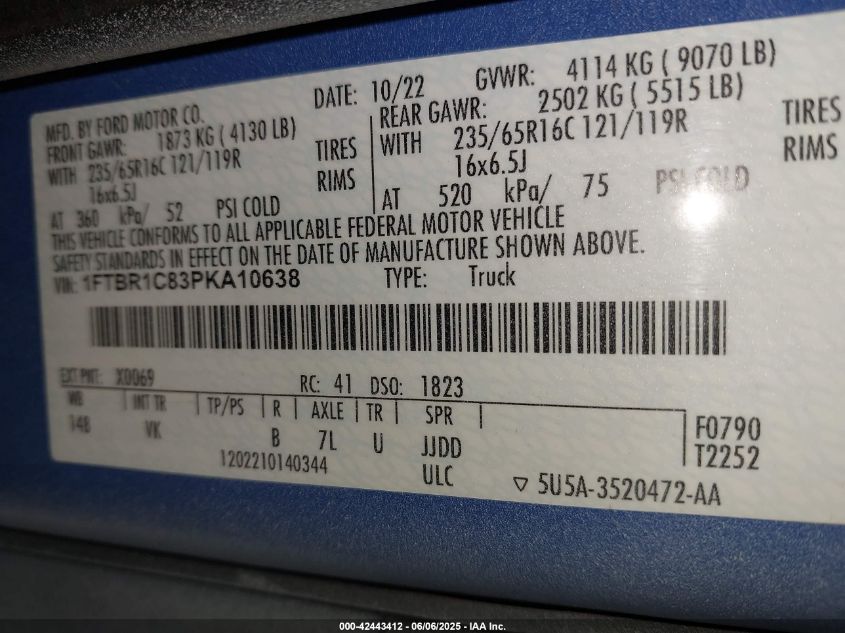 MFD. BY FORD MOTOR CO.
DATE: 10/22 GVWR: 4114 KG ( 9070 LB)
FRONT GAWR: 1873 KG ( 4130 LB)
WITH 235/65R16C 121/119R TIRES
16x6.5J RIMS
AT 360 kPa/ 52 PSI COLD
REAR GAWR: 2502 KG ( 5515 LB)
WITH 235/65R16C 121/119R TIRES
16x6.5J RIMS
AT 520 kPa/ 75 PSI COLD
THIS VEHICLE CONFORMS TO ALL APPLICABLE FEDERAL MOTOR VEHICLE
SAFETY STANDARDS IN EFFECT ON THE DATE OF MANUFACTURE SHOWN ABOVE.
VIN: 1FTBR1C83PKA10638 TYPE: Truck
EXT PNT: X0069 RC: 41 DSO: 1823
WB INT TR TP/PS R AXLE TR SPR
148 VK B 7L U JJDD
1202210140344 ULC
F0790
T2252
▽ 5U5A-3520472-AA
000-42443412 - 06/06/2025 - IAA Inc.